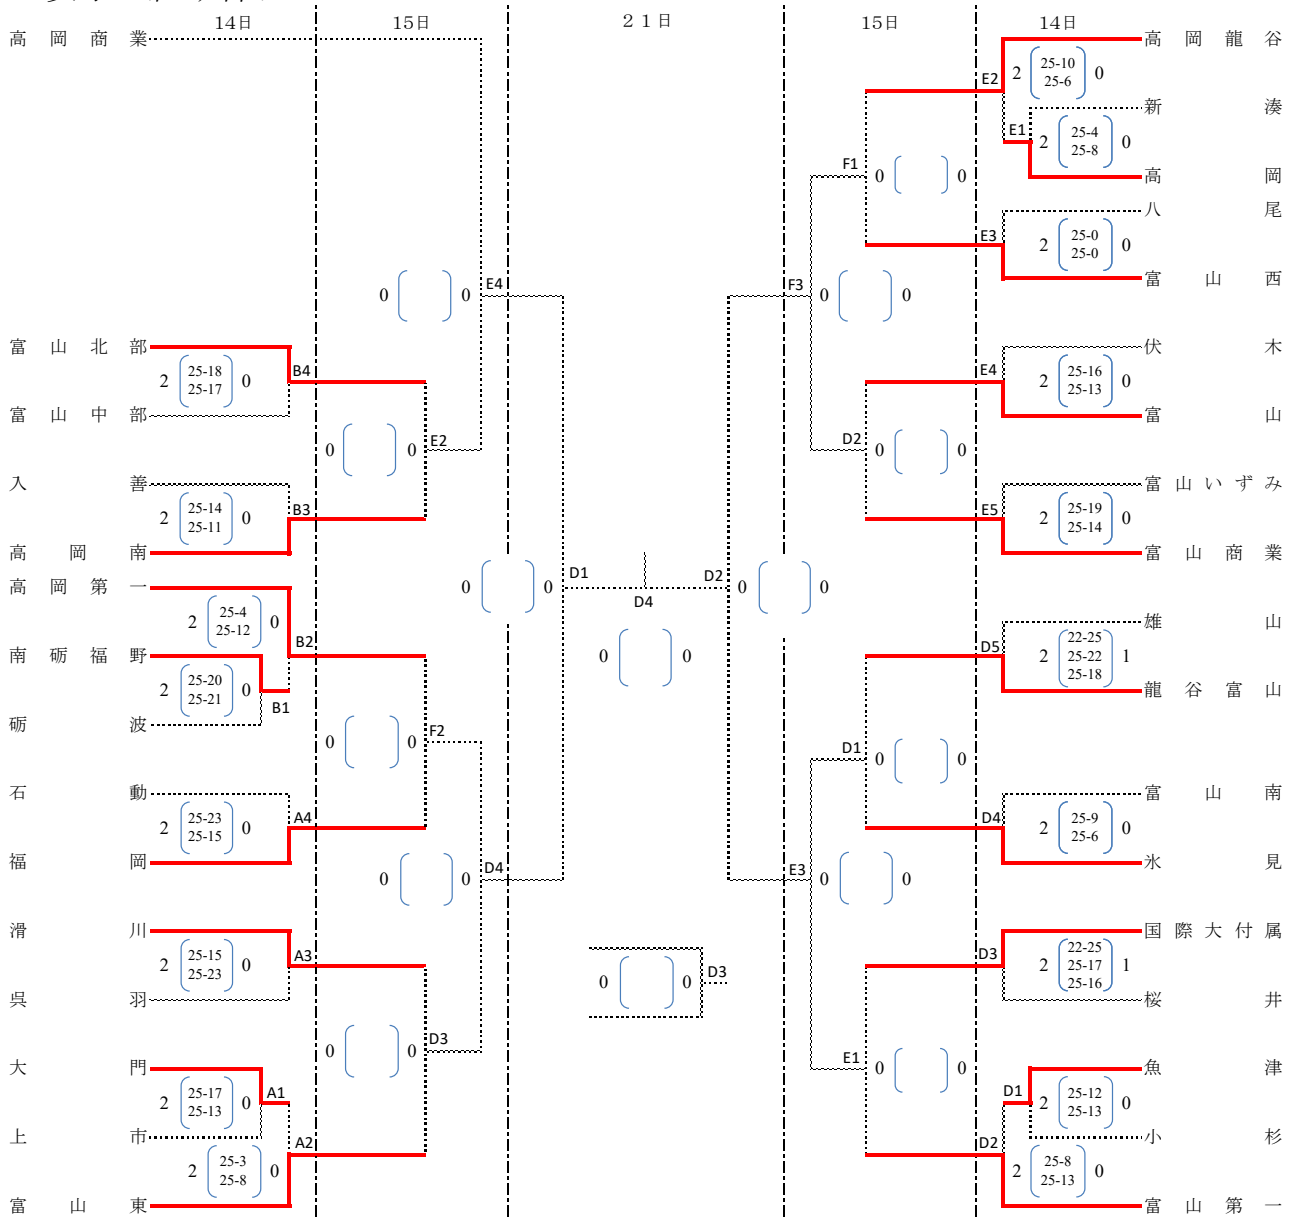 14日 15日 21日 15日 14日
高岡商業
高岡龍谷
E2 2 25-10 0
25-6
新湊
E1 2 25-4 0
25-8
F1 0 0
高岡
八尾
E3 2 25-0 0
25-0
富山西
0 0 E4
F3 0 0
富山北部
伏木
2 25-18 0 B4
25-17
E4 2 25-16 0
25-13
富山中部
富山
0 0 E2
D2 0 0
入善
富山いずみ
2 25-14 0 B3
25-11
E5 2 25-19 0
25-14
高岡南
富山商業
高岡第一
0 0 D1
D2 0 0
D4
2 25-4 0
25-12
雄山
B2
南砺福野
0 0
D5 2 22-25 1
25-22
25-18
2 25-20 0
25-21
B1
龍谷富山
砺波
0 0 F2
D1 0 0
石動
富山南
2 25-23 0 A4
25-15
D4 2 25-9 0
25-6
福岡
氷見
0 0 D4
E3 0 0
滑川
国際大付属
2 25-15 0 A3
25-23
D3 2 22-25 1
25-17
25-16
0 0 D3
呉羽
桜井
0 0 D3
E1 0 0
大門
魚津
2 25-17 0 A1
25-13
D1 2 25-12 0
25-13
上市
小杉
A2
D2
2 25-3 0
25-8
2 25-8 0
25-13
富山東
富山第一